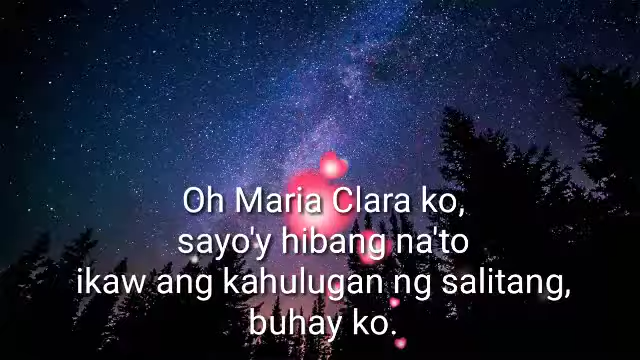 Oh Maria Clara ko,
sayo'y hibang na'to
ikaw ang kahulugan ng salitang,
buhay ko.